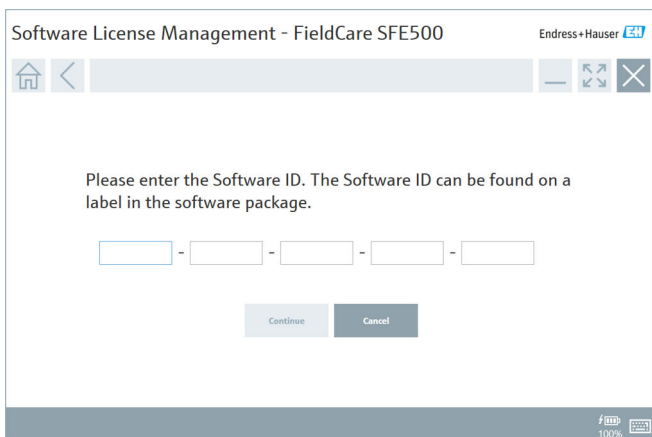 Software License Management - FieldCare SFE500
Endress+Hauser EH
Please enter the Software ID. The Software ID can be found on a
label in the software package.
- - - -
Continue Cancel
100%